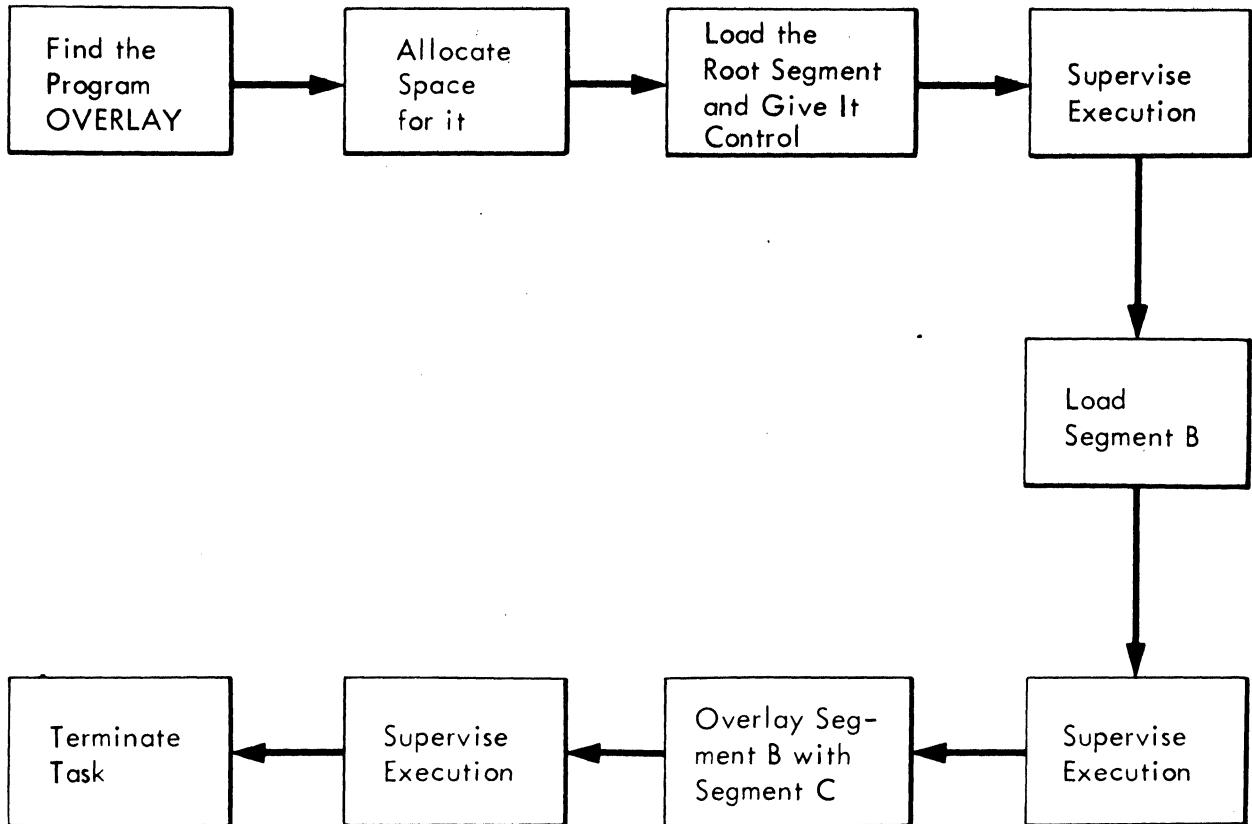 Find the
Program
OVERLAY
Allocate
Space
for it
Load the
Root Segment
and Give It
Control
Supervise
Execution
Load
Segment B
Supervise
Execution
Overlay Seg-
ment B with
Segment C
Supervise
Execution
Terminate
Task